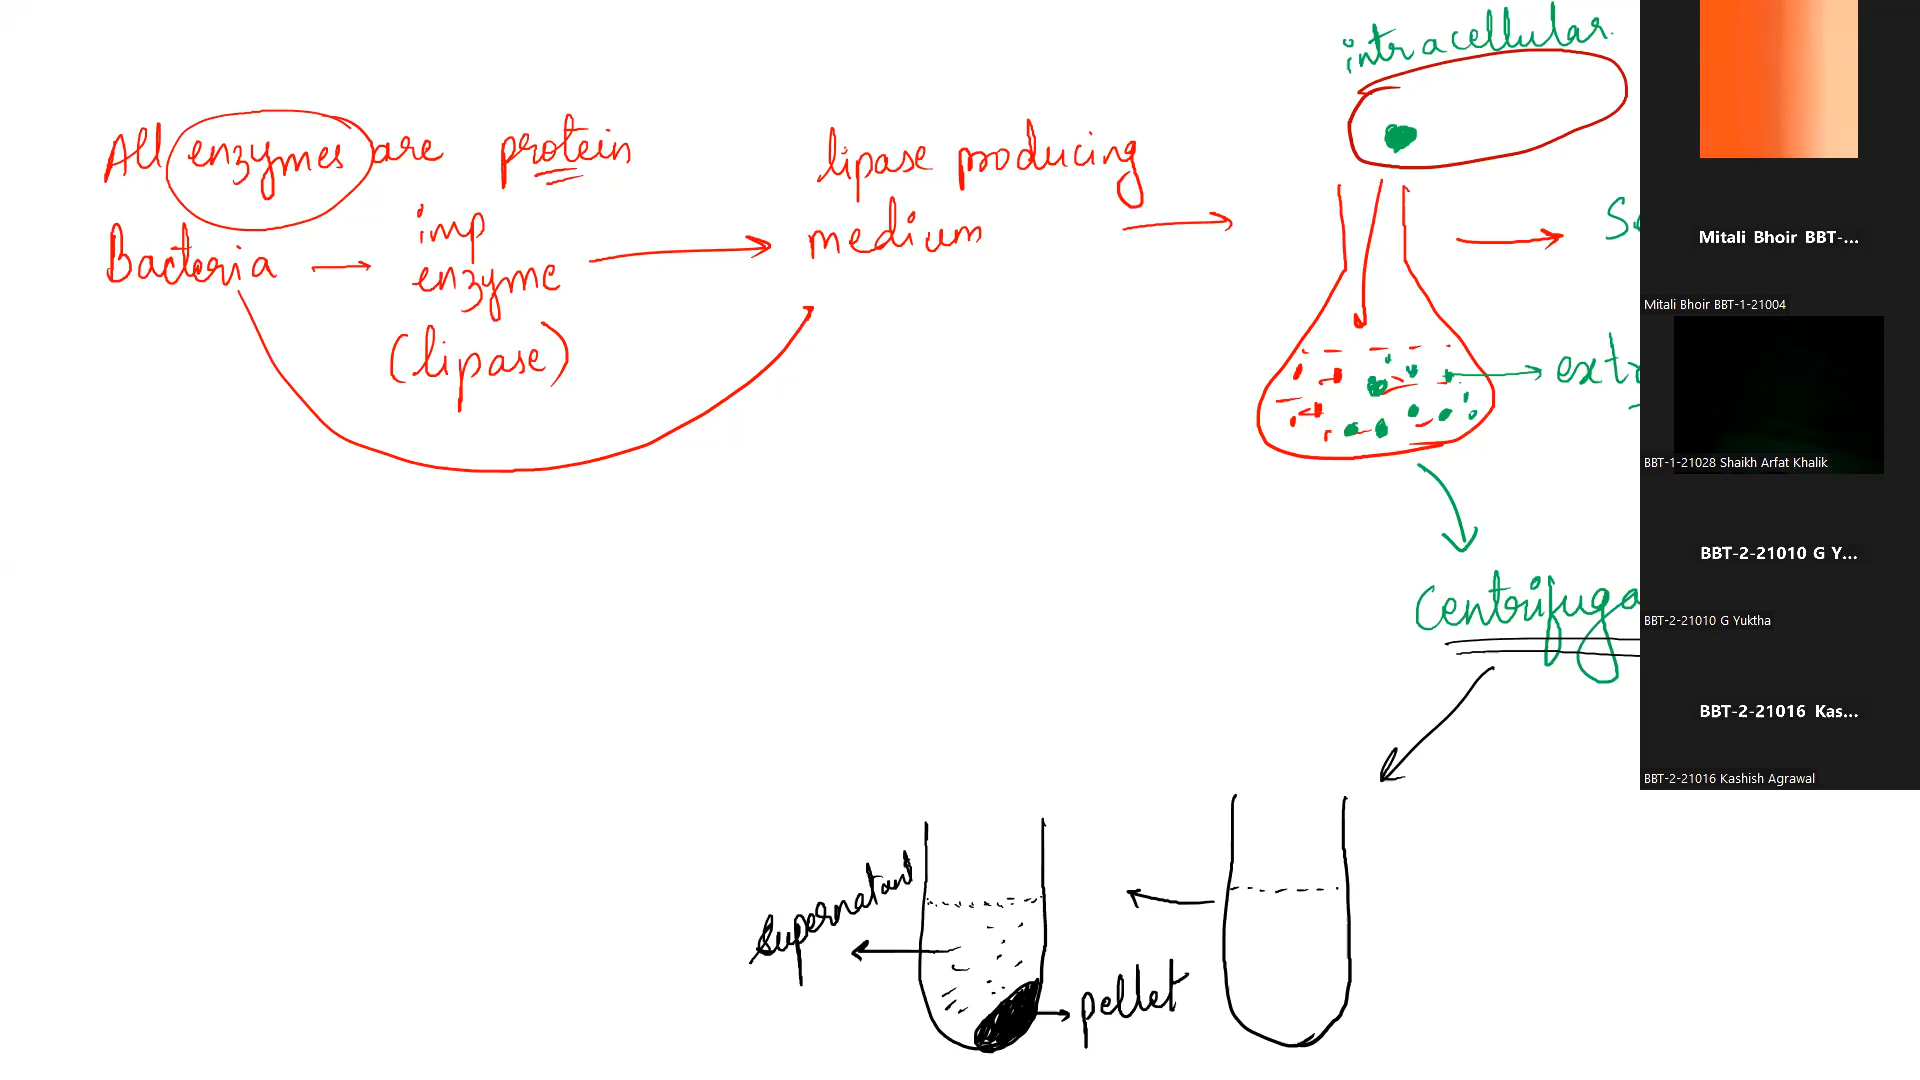 intracellular.
All enzymes are protein
lipase producing
medium
Bacteria → imp
enzyme
(lipase)
Mitali Bhoir BBT-...
Mitali Bhoir BBT-1-21004
BBT-1-21028 Shaikh Arfat Khalik
BBT-2-21010 G Y...
BBT-2-21010 G Yuktha
BBT-2-21016 Kas...
BBT-2-21016 Kashish Agrawal
Centrifuga
supernatant
pellet